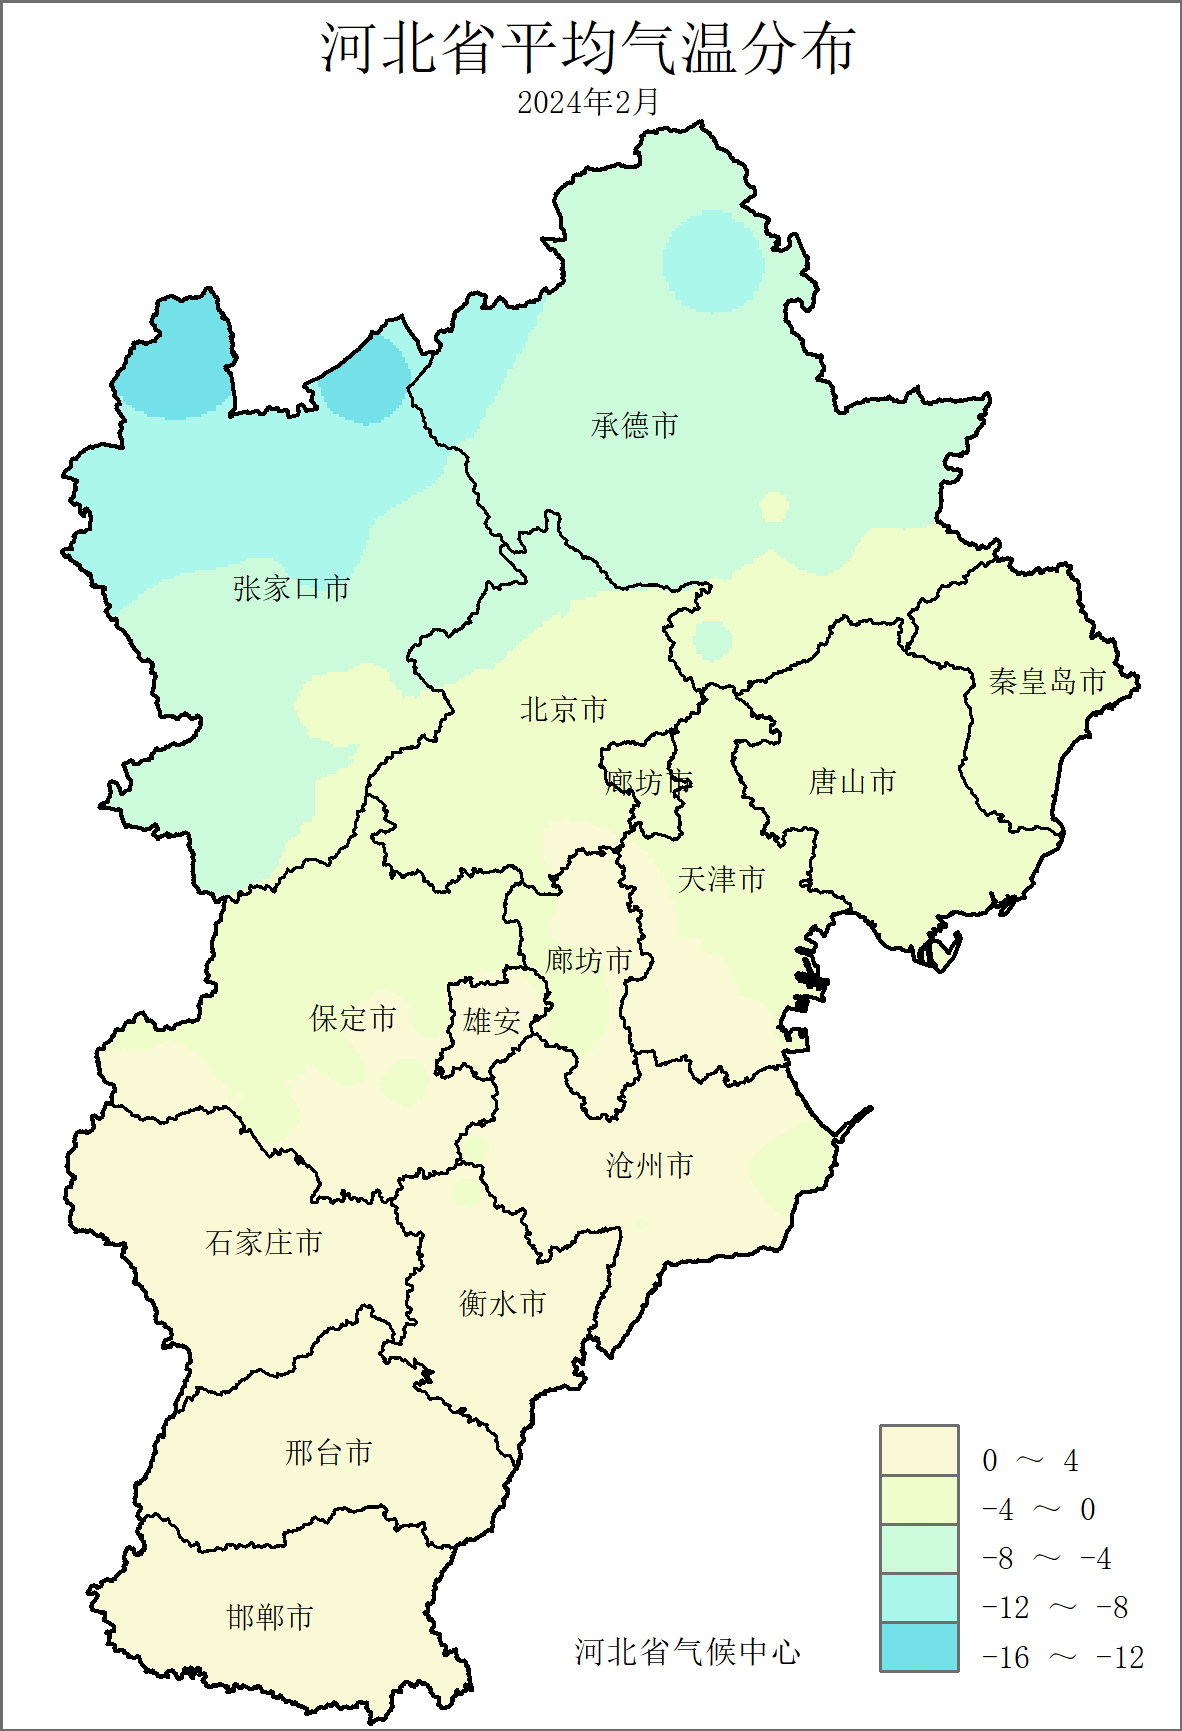 河北省平均气温分布
2024年2月
承德市
张家口市
秦皇岛市
北京市
廊坊市
唐山市
天津市
廊坊市
保定市
雄安
沧州市
石家庄市
衡水市
邢台市
邯郸市
0 ～ 4
-4 ～ 0
-8 ～ -4
-12 ～ -8
-16 ～ -12
河北省气候中心